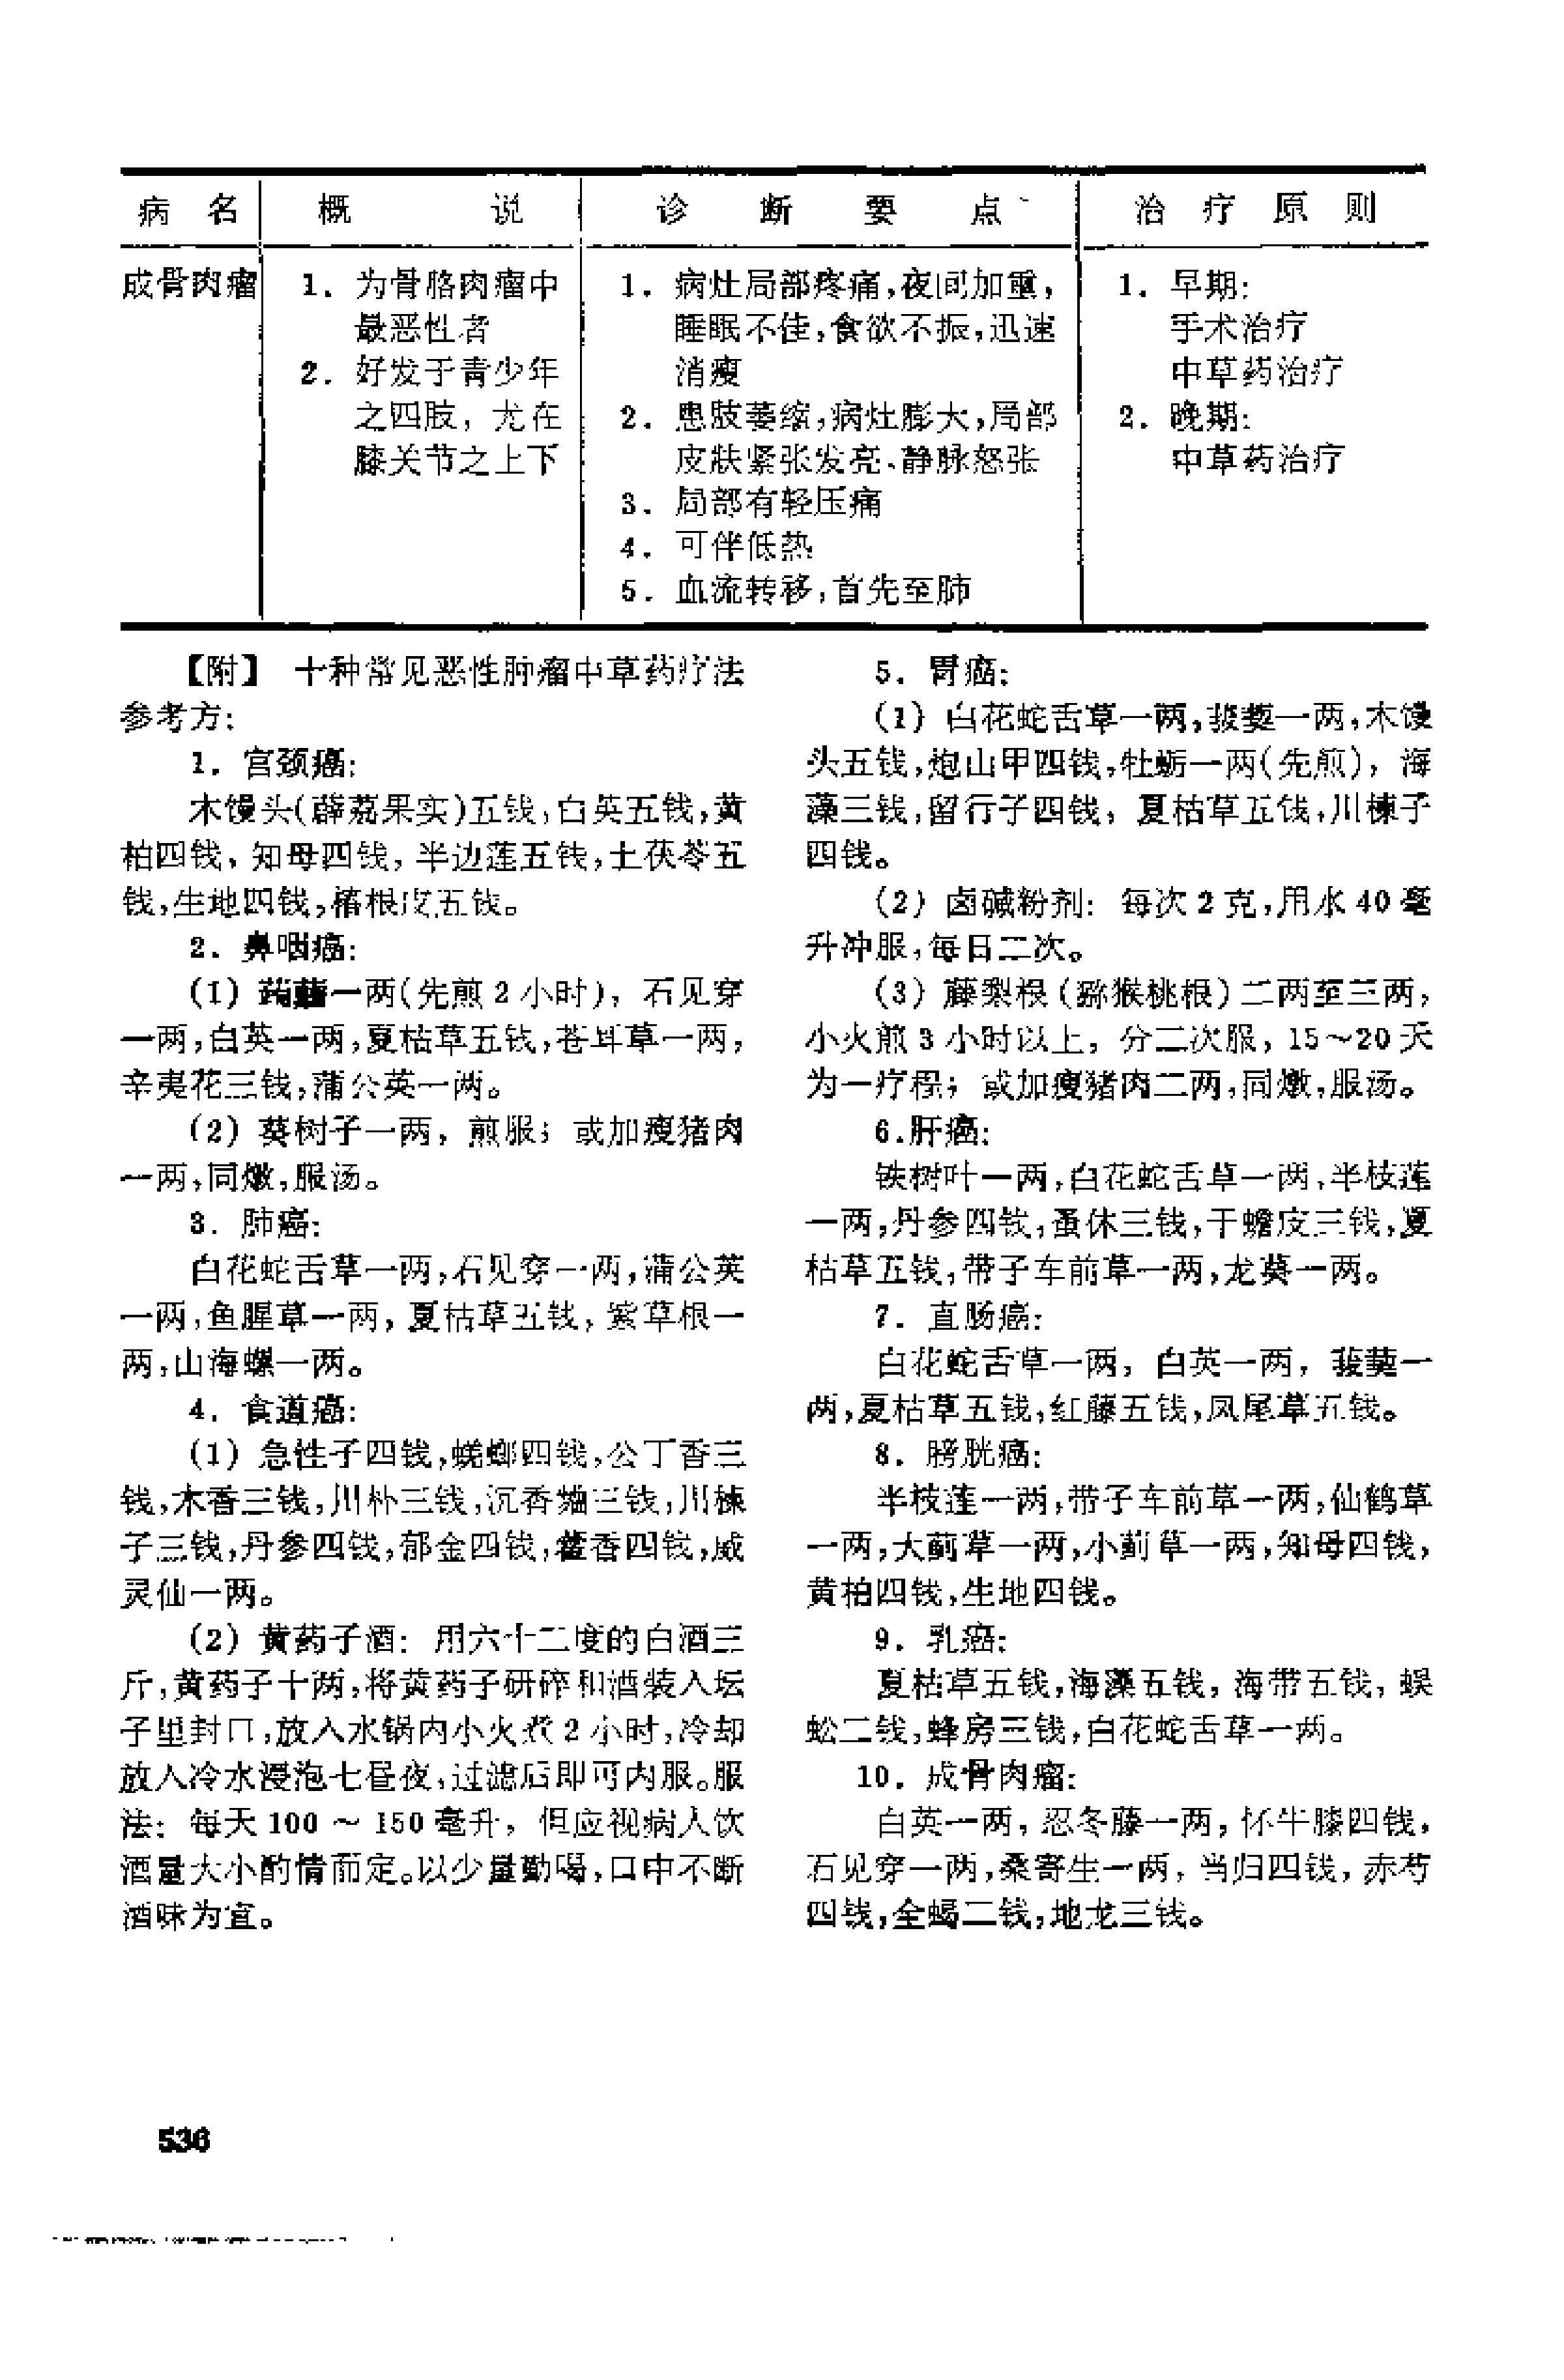 病 名 概 说 诊 断 要 点 治 疗 原 则
成骨肉瘤
1. 为骨胳肉瘤中
最恶性者
2. 好发于青少年
之四肢，尤在
膝关节之上下
1. 病灶局部疼痛，夜间加重，
睡眠不佳，食欲不振，迅速
消瘦
2. 患肢萎缩，病灶膨大，局部
皮肤紧张发亮、静脉怒张
3. 局部有轻压痛
4. 可伴低热
5. 血流转移，首先至肺
1. 早期：
手术治疗
中草药治疗
2. 晚期：
中草药治疗
【附】 十种常见恶性肿瘤中草药疗法
参考方：
1. 宫颈癌：
木馒头(薜荔果实)五钱，白英五钱，黄
柏四钱，知母四钱，半边莲五钱，土茯苓五
钱，生地四钱，椿根皮五钱。
2. 鼻咽癌：
(1) 一两(先煎 2 小时)，石见穿
一两，白英一两，夏枯草五钱，苍耳草一两，
辛夷花三钱，蒲公英一两。
(2) 葵树子一两，煎服；或加瘦猪肉
一两，同燉，服汤。
3. 肺癌：
白花蛇舌草一两，石见穿一两，蒲公英
一两，鱼腥草一两，夏枯草五钱，紫草根一
两，山海螺一两。
4. 食道癌：
(1) 急性子四钱，蜣螂四钱，公丁香三
钱，木香三钱，川朴三钱，沉香麯三钱，川楝
子三钱，丹参四钱，郁金四钱，藿香四钱，威
灵仙一两。
(2) 黄药子酒：用六十二度的白酒三
斤，黄药子十两，将黄药子研碎和酒装入坛
子里封口，放入水锅内小火煮 2 小时，冷却
放入冷水浸泡七昼夜，过滤后即可内服。服
法：每天 100 ～ 150 毫升，但应视病人饮
酒量大小酌情而定。以少量勤喝，口中不断
酒味为宜。
5. 胃癌：
(1) 白花蛇舌草一两，菝葜一两，木馒
头五钱，炮山甲四钱，牡蛎一两(先煎)，海
藻三钱，留行子四钱，夏枯草五钱，川楝子
四钱。
(2) 卤碱粉剂：每次 2 克，用水 40 毫
升冲服，每日二次。
(3) 藤梨根(猕猴桃根)二两至三两，
小火煎 3 小时以上，分二次服，15～20 天
为一疗程；或加瘦猪肉二两，同燉，服汤。
6.肝癌：
铁树叶一两，白花蛇舌草一两，半枝莲
一两，丹参四钱，蚤休三钱，干蟾皮三钱，夏
枯草五钱，带子车前草一两，龙葵一两。
7. 直肠癌：
白花蛇舌草一两，白英一两，菝葜一
两，夏枯草五钱，红藤五钱，凤尾草五钱。
8. 膀胱癌：
半枝莲一两，带子车前草一两，仙鹤草
一两，大蓟草一两，小蓟草一两，知母四钱，
黄柏四钱，生地四钱。
9. 乳癌：
夏枯草五钱，海藻五钱，海带五钱，蜈
蚣二钱，蜂房三钱，白花蛇舌草一两。
10. 成骨肉瘤：
白英一两，忍冬藤一两，怀牛膝四钱，
石见穿一两，桑寄生一两，当归四钱，赤芍
四钱，全蝎二钱，地龙三钱。
536